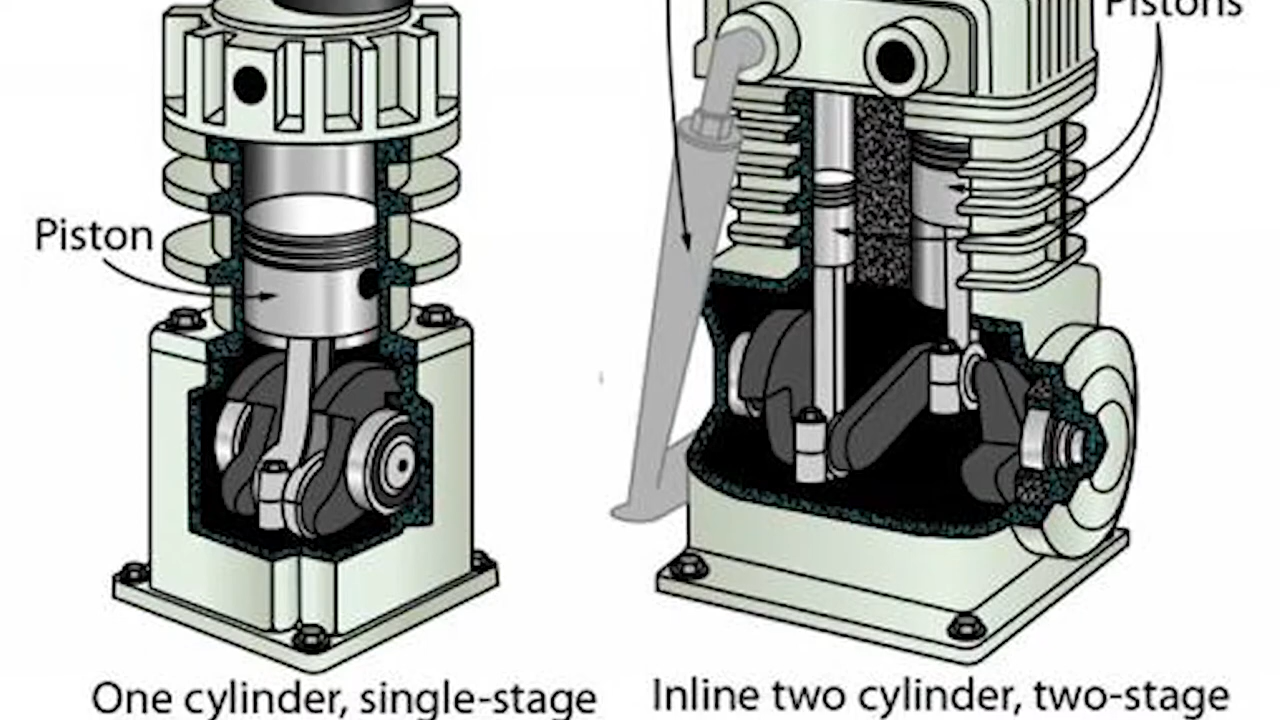 Pistons
Piston
One cylinder, single-stage
Inline two cylinder, two-stage